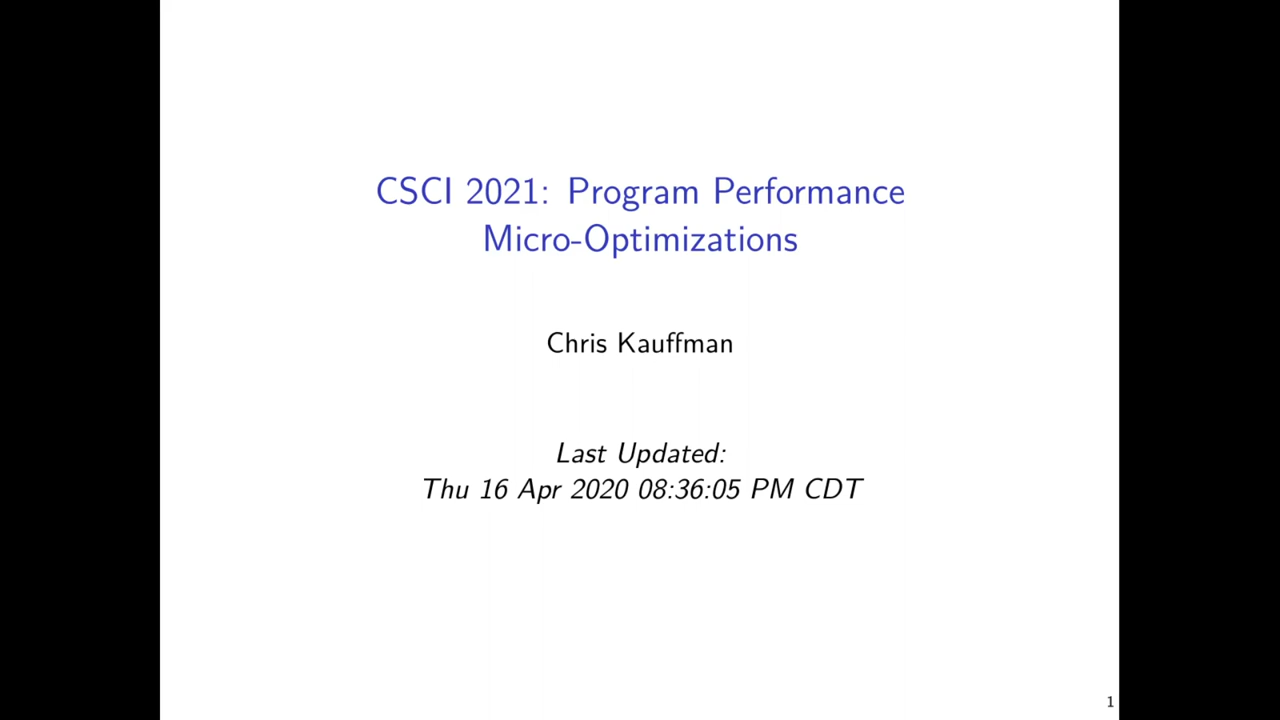 CSCI 2021: Program Performance
Micro-Optimizations
Chris Kauffman
Last Updated:
Thu 16 Apr 2020 08:36:05 PM CDT
1